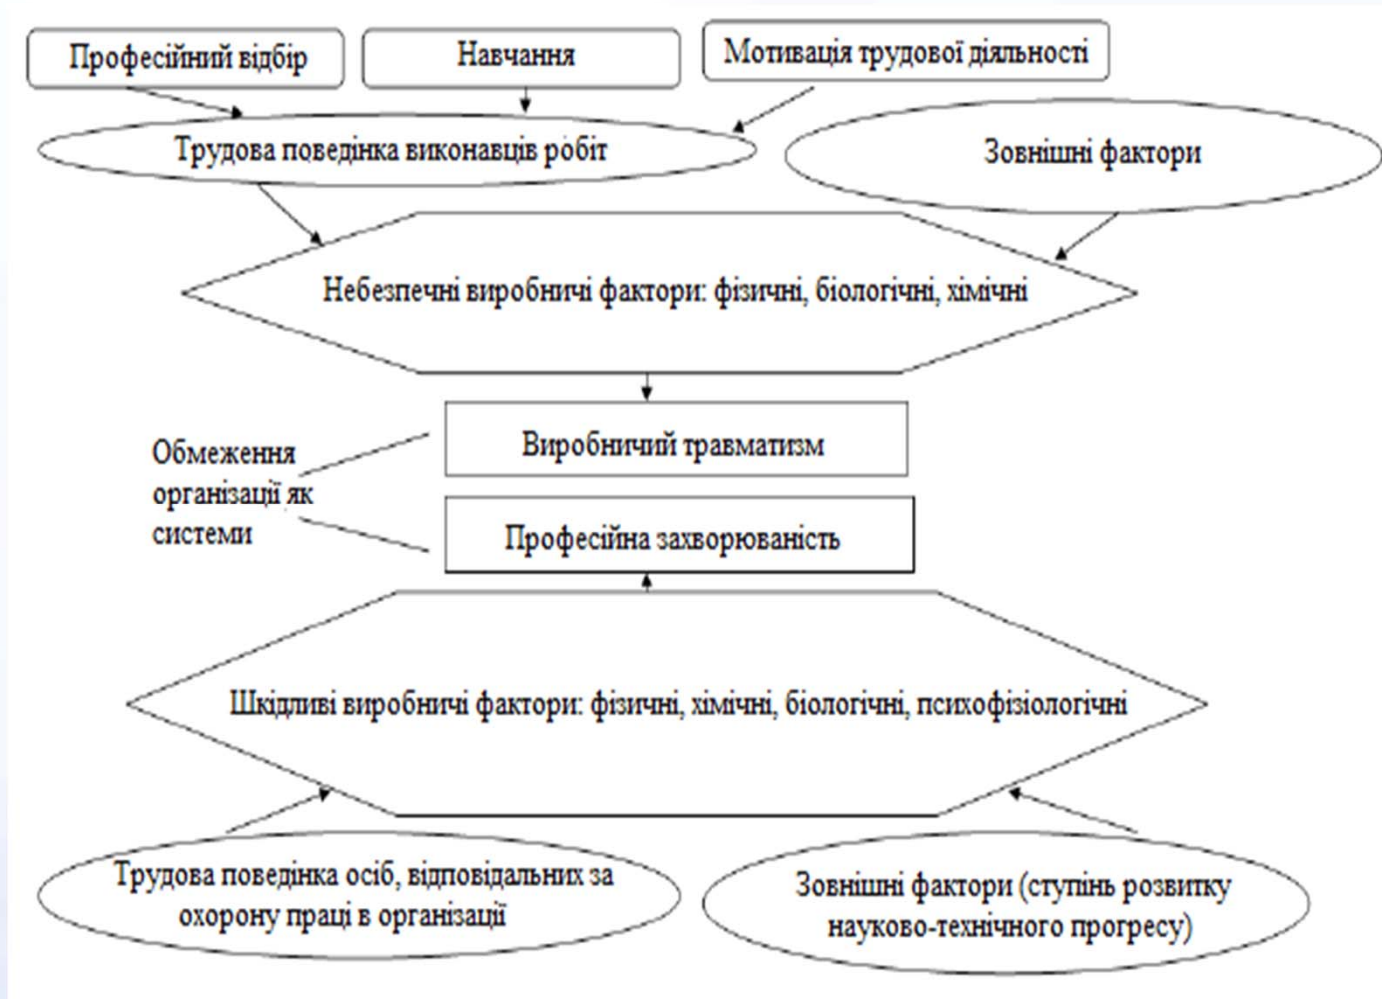 Професійний відбір
Навчання
Мотивація трудової діяльності
Трудова поведінка виконавців робіт
Зовнішні фактори
Небезпечні виробничі фактори: фізичні, біологічні, хімічні
Виробничий травматизм
Обмеження
організації як
системи
Професійна захворюваність
Шкідливі виробничі фактори: фізичні, хімічні, біологічні, психофізіологічні
Трудова поведінка осіб, відповідальних за
охорону праці в організації
Зовнішні фактори (ступінь розвитку
науково-технічного прогресу)